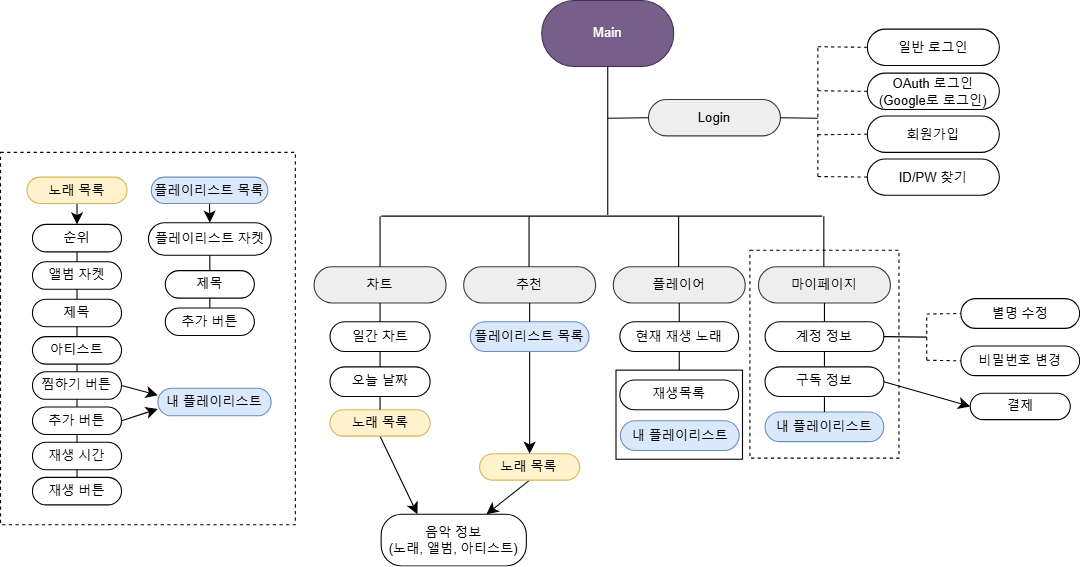 Main
Login
일반 로그인
OAuth 로그인
(Google로 로그인)
회원가입
ID/PW 찾기
노래 목록
순위
앨범 자켓
제목
아티스트
찜하기 버튼
추가 버튼
재생 시간
재생 버튼
플레이리스트 목록
플레이리스트 자켓
제목
추가 버튼
내 플레이리스트
차트
일간 차트
오늘 날짜
노래 목록
추천
플레이리스트 목록
노래 목록
음악 정보
(노래, 앨범, 아티스트)
플레이어
현재 재생 노래
재생목록
내 플레이리스트
마이페이지
계정 정보
구독 정보
내 플레이리스트
별명 수정
비밀번호 변경
결제